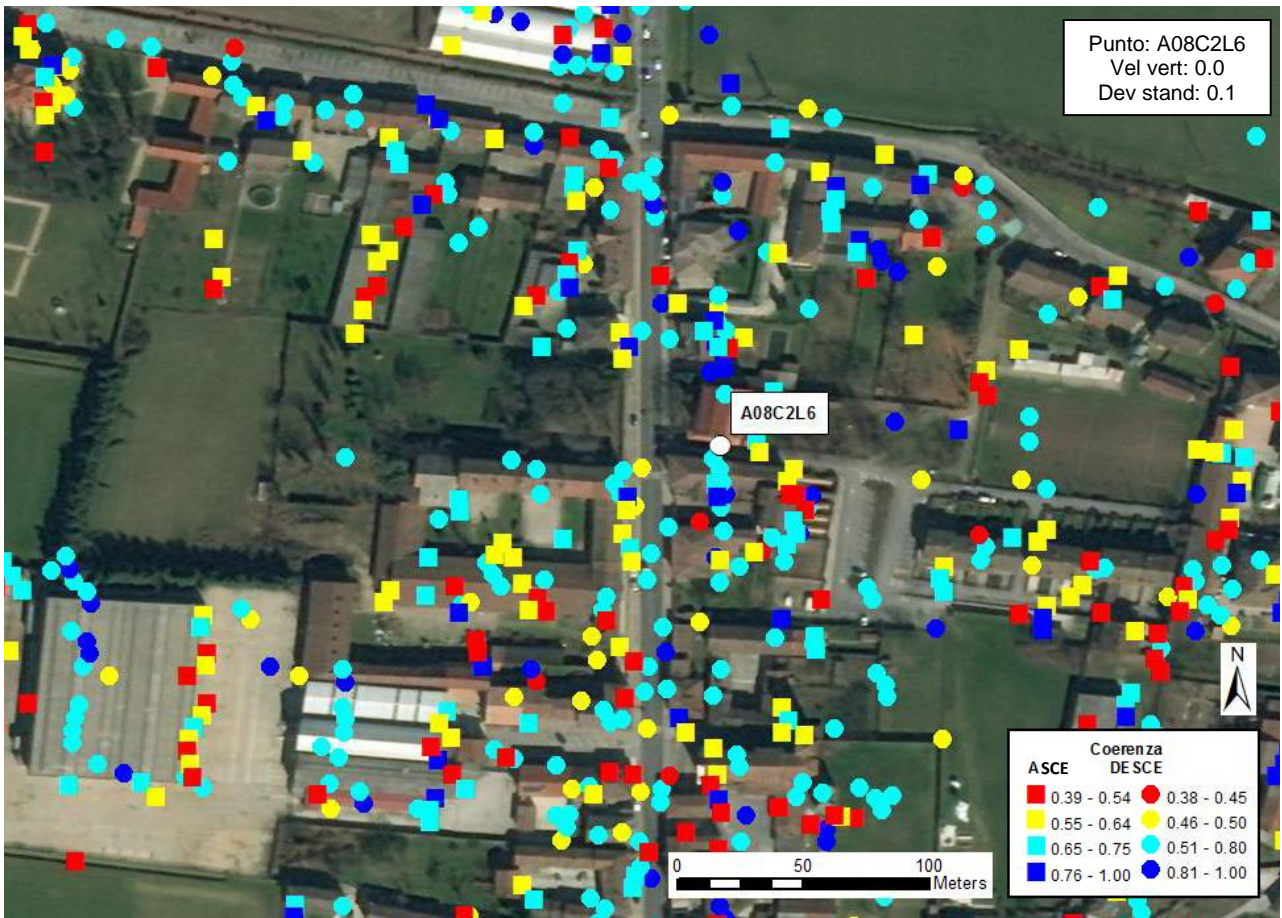 Punto: A08C2L6
Vel vert: 0.0
Dev stand: 0.1
A08C2L6
N
Coerenza
ASCE DESCE
0.39 - 0.54 0.38 - 0.45
0.55 - 0.64 0.46 - 0.50
0.65 - 0.75 0.51 - 0.80
0.76 - 1.00 0.81 - 1.00
0 50 100
Meters